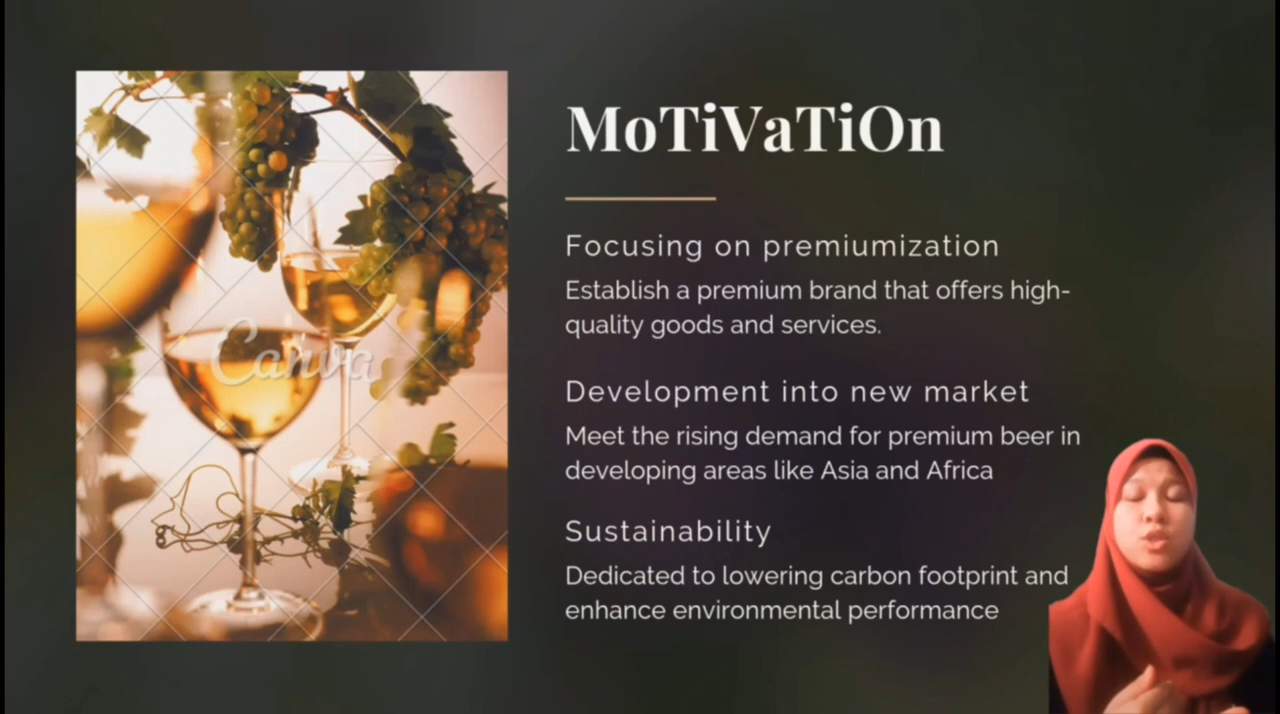 MoTiVaTiOn
Focusing on premiumization
Establish a premium brand that offers high-
quality goods and services.
Development into new market
Meet the rising demand for premium beer in
developing areas like Asia and Africa
Sustainability
Dedicated to lowering carbon footprint and
enhance environmental performance
Canva